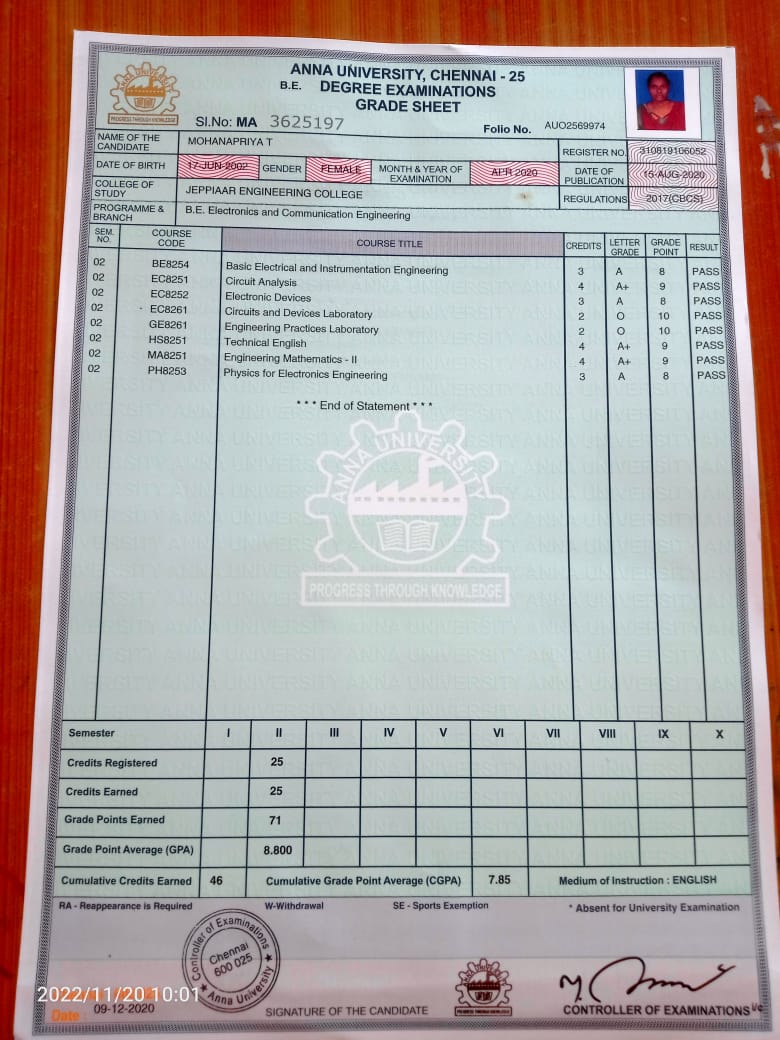 ANNA UNIVERSITY, CHENNAI - 25
B.E. DEGREE EXAMINATIONS
GRADE SHEET
ANNA UNIVERSITY
PROGRESS THROUGH KNOWLEDGE
Sl.No: MA 3625197
Folio No. AUO2569974
NAME OF THE CANDIDATE MOHANAPRIYA T
REGISTER NO. 310819106052
DATE OF BIRTH 17-JUN-2002 GENDER FEMALE MONTH & YEAR OF EXAMINATION APR 2020 DATE OF PUBLICATION 15-AUG-2020
COLLEGE OF STUDY JEPPIAAR ENGINEERING COLLEGE REGULATIONS 2017(CBCS)
PROGRAMME & BRANCH B.E. Electronics and Communication Engineering
SEM. NO. COURSE CODE COURSE TITLE CREDITS LETTER GRADE GRADE POINT RESULT
02 BE8254 Basic Electrical and Instrumentation Engineering 3 A 8 PASS
02 EC8251 Circuit Analysis 4 A+ 9 PASS
02 EC8252 Electronic Devices 3 A 8 PASS
02 EC8261 Circuits and Devices Laboratory 2 O 10 PASS
02 GE8261 Engineering Practices Laboratory 2 O 10 PASS
02 HS8251 Technical English 4 A+ 9 PASS
02 MA8251 Engineering Mathematics - II 4 A+ 9 PASS
02 PH8253 Physics for Electronics Engineering 3 A 8 PASS
* * * End of Statement * * *
ANNA UNIVERSITY
PROGRESS THROUGH KNOWLEDGE
Semester I II III IV V VI VII VIII IX X
Credits Registered 25
Credits Earned 25
Grade Points Earned 71
Grade Point Average (GPA) 8.800
Cumulative Credits Earned 46 Cumulative Grade Point Average (CGPA) 7.85 Medium of Instruction : ENGLISH
RA - Reappearance is Required W-Withdrawal SE - Sports Exemption * Absent for University Examination
Controller of Examinations
Chennai
600 025
Anna University
2022/11/20 10:01
Date : 09-12-2020
SIGNATURE OF THE CANDIDATE
ANNA UNIVERSITY
PROGRESS THROUGH KNOWLEDGE
CONTROLLER OF EXAMINATIONS i/c